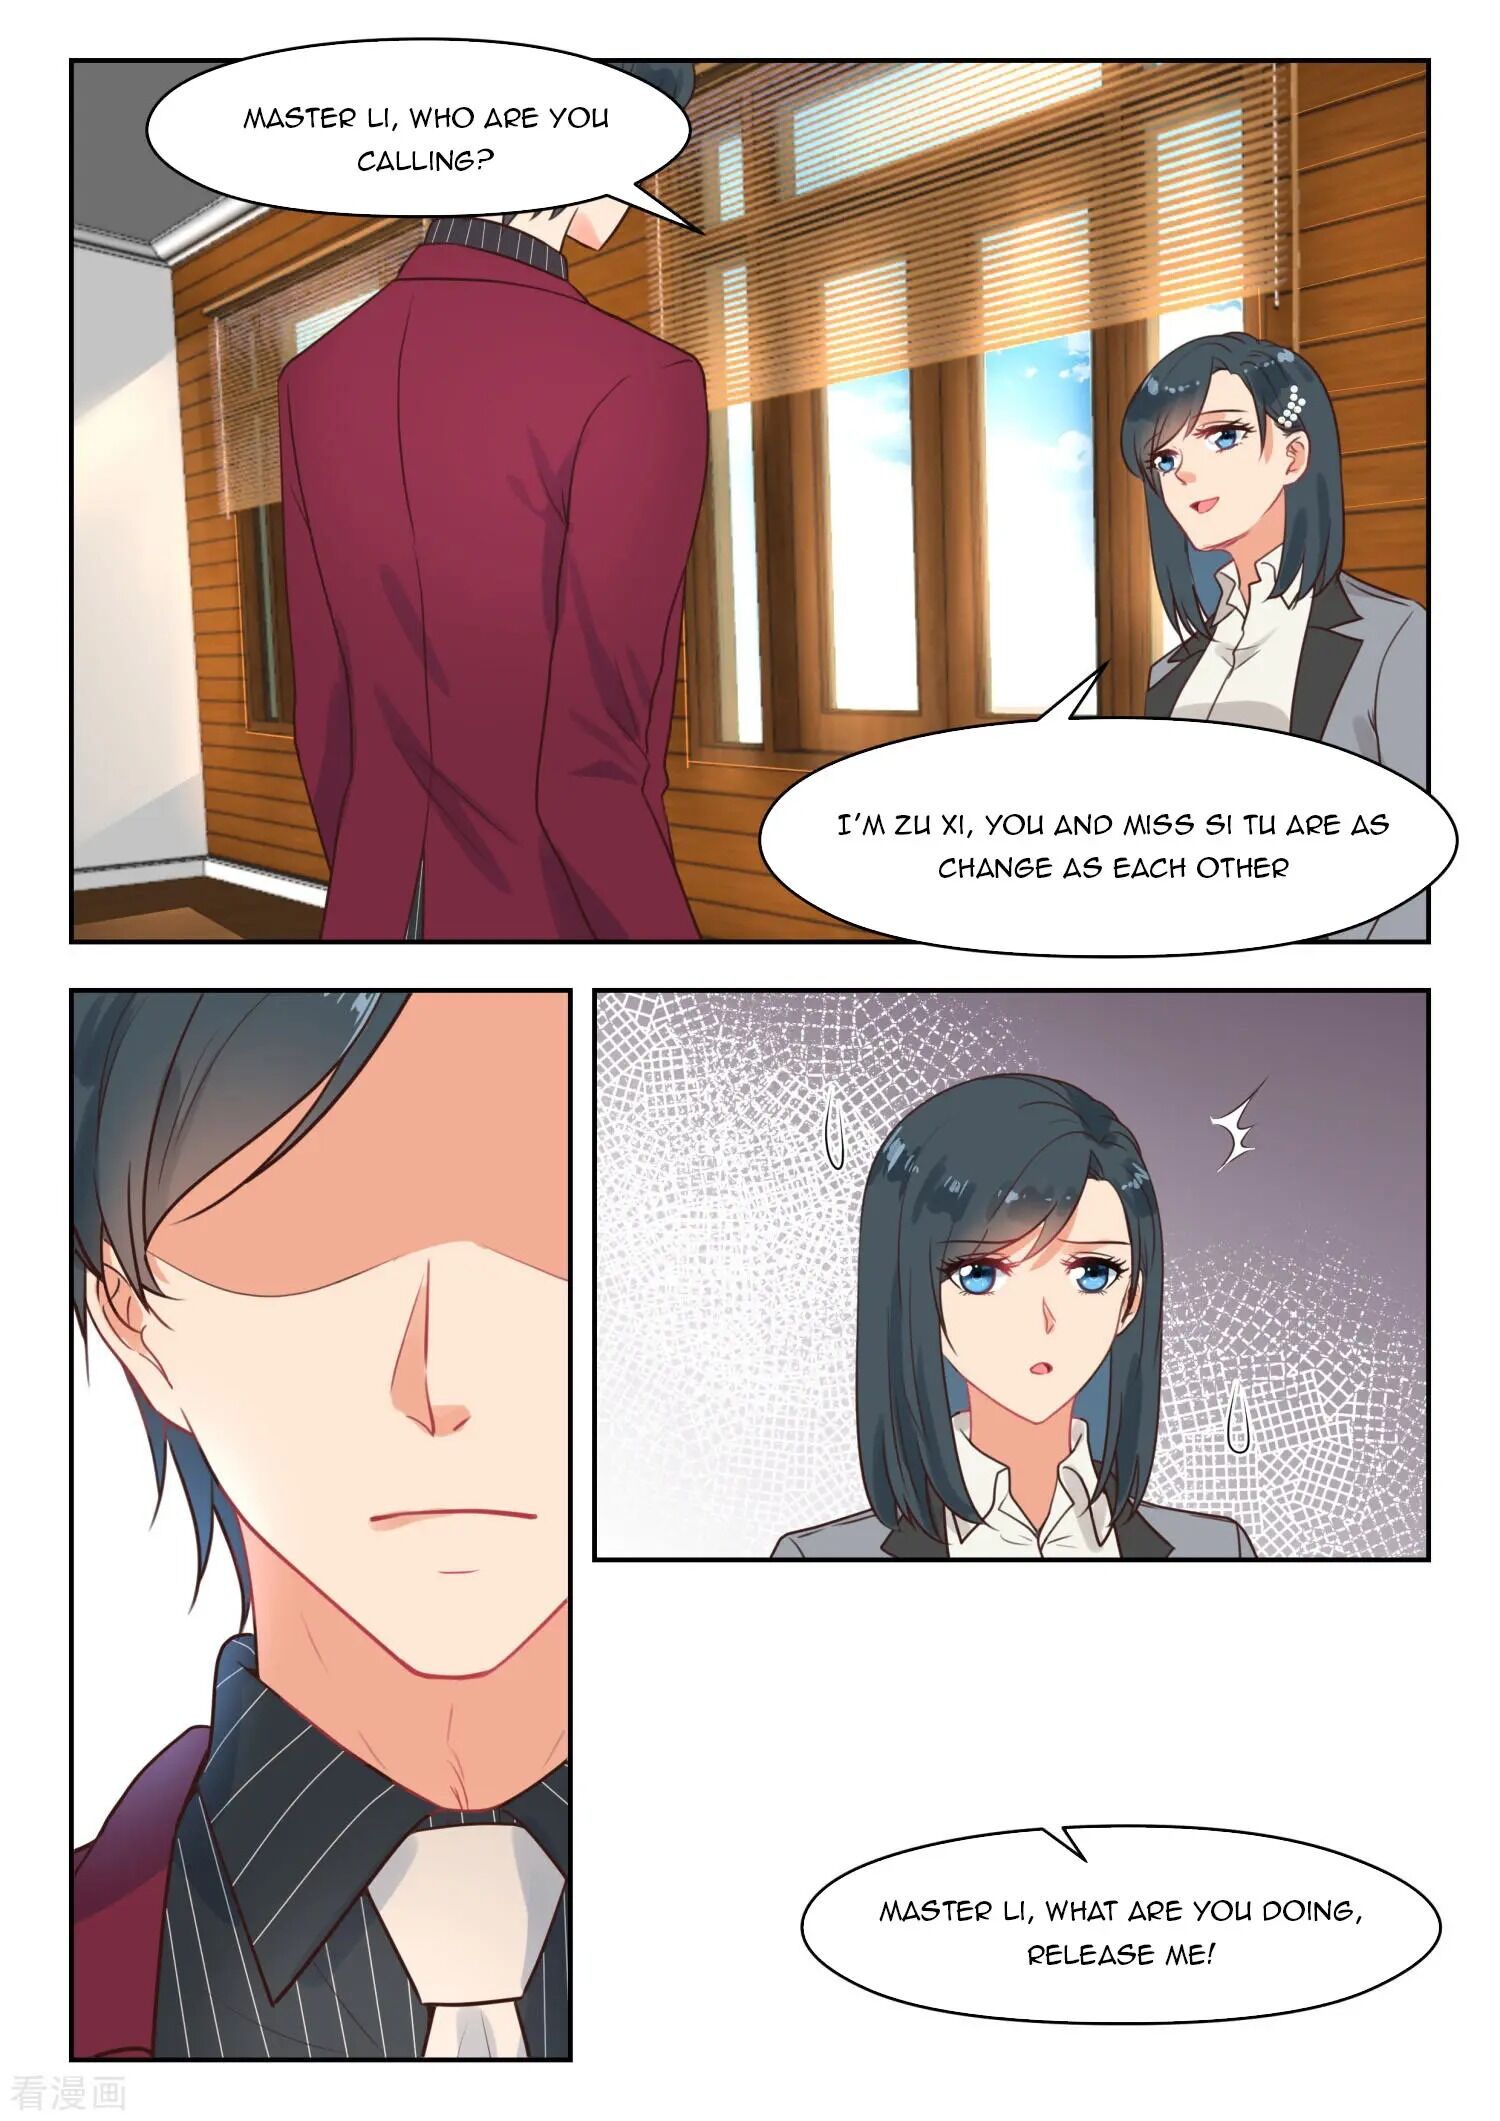 MASTER LI, WHO ARE YOU
CALLING?
I'M ZU XI, YOU AND MISS SI TU ARE AS
CHANGE AS EACH OTHER
MASTER LI, WHAT ARE YOU DOING,
RELEASE ME!
看漫画